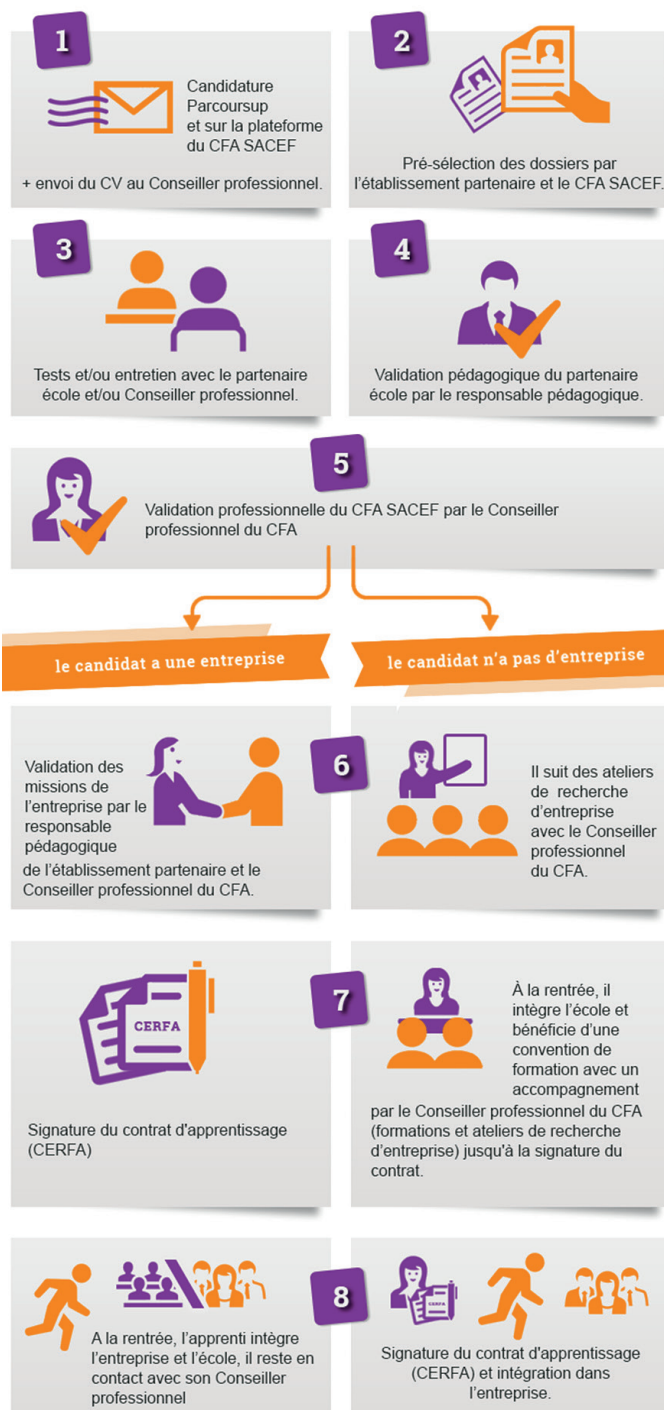 1
Candidature
Parcoursup
et sur la plateforme
du CFA SACEF
+ envoi du CV au Conseiller professionnel.
2
Pré-sélection des dossiers par
l'établissement partenaire et le CFA SACEF.
3
Tests et/ou entretien avec le partenaire
école et/ou Conseiller professionnel.
4
Validation pédagogique du partenaire
école par le responsable pédagogique.
5
Validation professionnelle du CFA SACEF par le Conseiller
professionnel du CFA
le candidat a une entreprise
le candidat n'a pas d'entreprise
6
Validation des
missions de
l'entreprise par le
responsable
pédagogique
de l'établissement partenaire et le
Conseiller professionnel du CFA.
Il suit des ateliers
de recherche
d'entreprise
avec le Conseiller
professionnel
du CFA.
7
CERFA
Signature du contrat d'apprentissage
(CERFA)
À la rentrée, il
intègre l'école et
bénéficie d'une
convention de
formation avec un
accompagnement
par le Conseiller professionnel du CFA
(formations et ateliers de recherche
d'entreprise) jusqu'à la signature du
contrat.
8
A la rentrée, l'apprenti intègre
l'entreprise et l'école, il reste en
contact avec son Conseiller
professionnel
CERFA
Signature du contrat d'apprentissage
(CERFA) et intégration dans
l'entreprise.